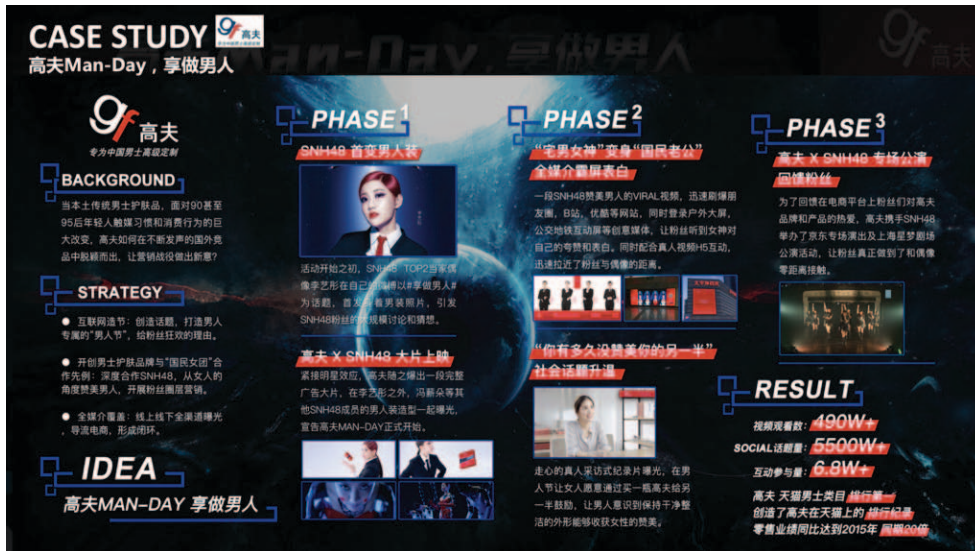 CASE STUDY
gf高夫
高夫Man-Day，享做男人
Man-Day，享做男人
gf
高夫
gf高夫
专为中国男士高级定制
BACKGROUND
当本土传统男士护肤品，面对90甚至
95后年轻人触媒习惯和消费行为的巨
大改变，高夫如何在不断发声的国外竞
品中脱颖而出，让营销战役做出新意？
STRATEGY
● 互联网造节：创造话题，打造男人
专属的“男人节”，给粉丝狂欢的理由。
● 开创男士护肤品牌与“国民女团”合
作先例：深度合作SNH48，从女人的
角度赞美男人，开展粉丝圈层营销。
● 全媒介覆盖：线上线下全渠道曝光
，导流电商，形成闭环。
IDEA
高夫MAN-DAY 享做男人
PHASE 1
SNH48 首变男人装
活动开始之初，SNH48 TOP2当家偶
像李艺彤在自己的微博以#享做男人#
为话题，首发 着男装照片，引发
SNH48粉丝的大规模讨论和猜想。
高夫 X SNH48 大片上映
紧接明星效应，高夫随之爆出一段完整
广告大片，在李艺彤之外，冯薪朵等其
他SNH48成员的男人装造型一起曝光，
宣告高夫MAN-DAY正式开始。
PHASE 2
“宅男女神”变身“国民老公”
全媒介霸屏表白
一段SNH48赞美男人的VIRAL视频，迅速刷爆朋
友圈，B站，优酷等网站，同时登录户外大屏，
公交地铁互动屏等创意媒体，让粉丝听到女神对
自己的夸赞和表白。同时配合真人视频H5互动，
迅速拉近了粉丝与偶像的距离。
“你有多久没赞美你的另一半”
社会话题升温
走心的真人采访式纪录片曝光，在男
人节让女人愿意通过买一瓶高夫给另
一半鼓励，让男人意识到保持干净整
洁的外形能够收获女性的赞美。
PHASE 3
高夫 X SNH48 专场公演
回馈粉丝
为了回馈在电商平台上粉丝们对高夫
品牌和产品的热爱，高夫携手SNH48
举办了京东专场演出及上海星梦剧场
公演活动，让粉丝真正做到了和偶像
零距离接触。
RESULT
视频观看数：490W+
SOCIAL话题量：5500W+
互动参与量：6.8W+
高夫 天猫男士类目 排行第一
创造了高夫在天猫上的 排行纪录
零售业绩同比达到2015年 同期20倍